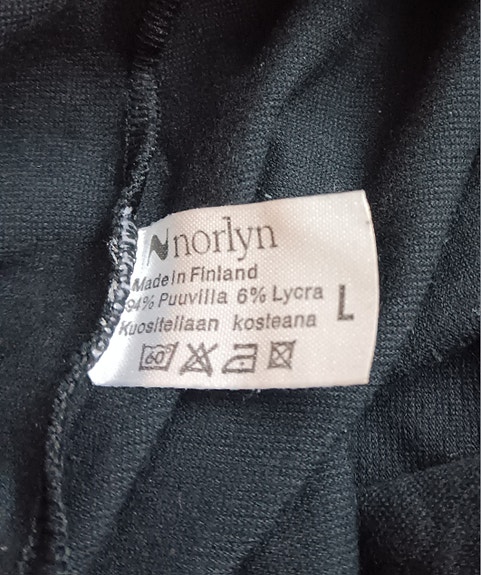 norlyn
Made in Finland
94% Puuvilla 6% Lycra
L
Kuositellaan kosteana
60